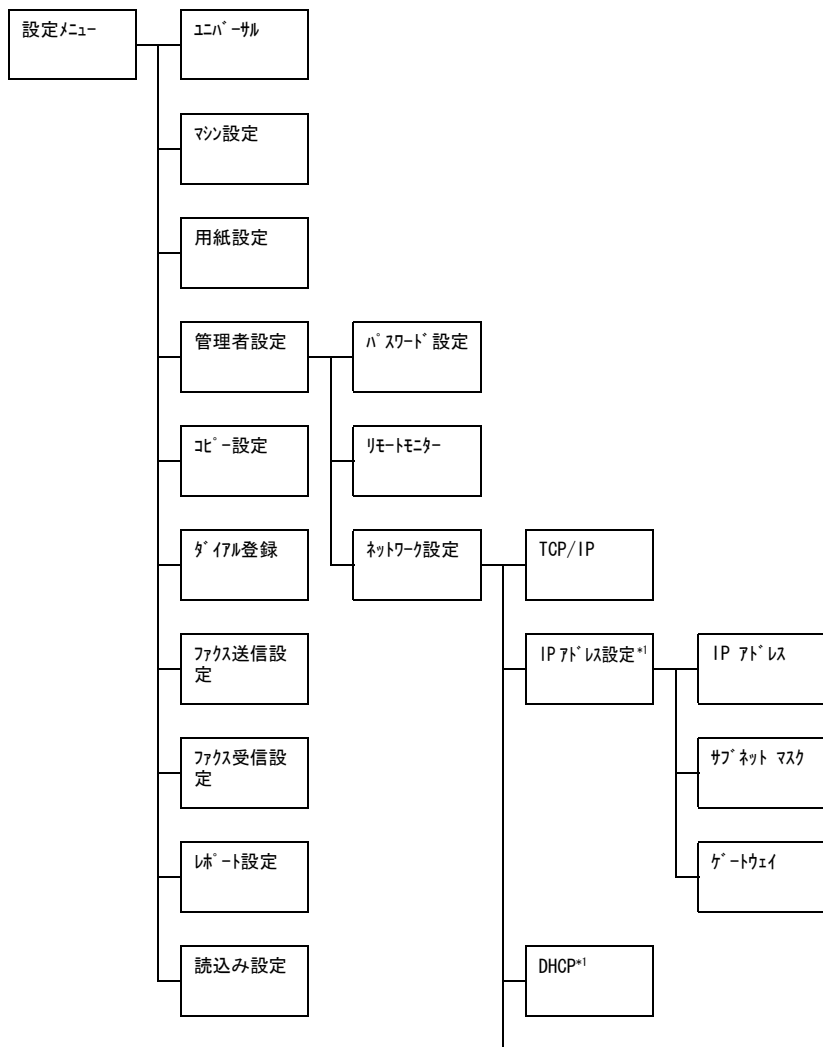 設定ﾒﾆｭｰ
ﾕﾆﾊﾞｰｻﾙ
ﾏｼﾝ設定
用紙設定
管理者設定
ﾊﾟｽﾜｰﾄﾞ設定
ｺﾋﾟｰ設定
ﾘﾓｰﾄﾓﾆﾀｰ
ﾀﾞｲｱﾙ登録
ﾈｯﾄﾜｰｸ設定
TCP/IP
ﾌｧｸｽ送信設
定
IP ｱﾄﾞﾚｽ設定*1
IP ｱﾄﾞﾚｽ
ﾌｧｸｽ受信設
定
ｻﾌﾞﾈｯﾄ ﾏｽｸ
ﾚﾎﾟｰﾄ設定
ｹﾞｰﾄｳｪｲ
読込み設定
DHCP*1